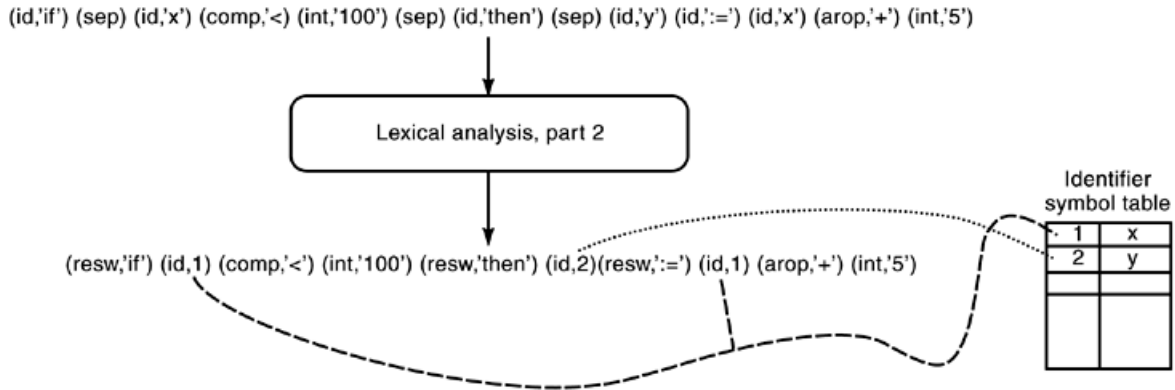 (id,'if') (sep) (id,'x') (comp,'<) (int,'100') (sep) (id,'then') (sep) (id,'y') (id,':=') (id,'x') (arop,'+') (int,'5')
Lexical analysis, part 2
Identifier
symbol table
1 x
2 y
(resw,'if') (id,1) (comp,'<') (int,'100') (resw,'then') (id,2)(resw,':=') (id,1) (arop,'+') (int,'5')